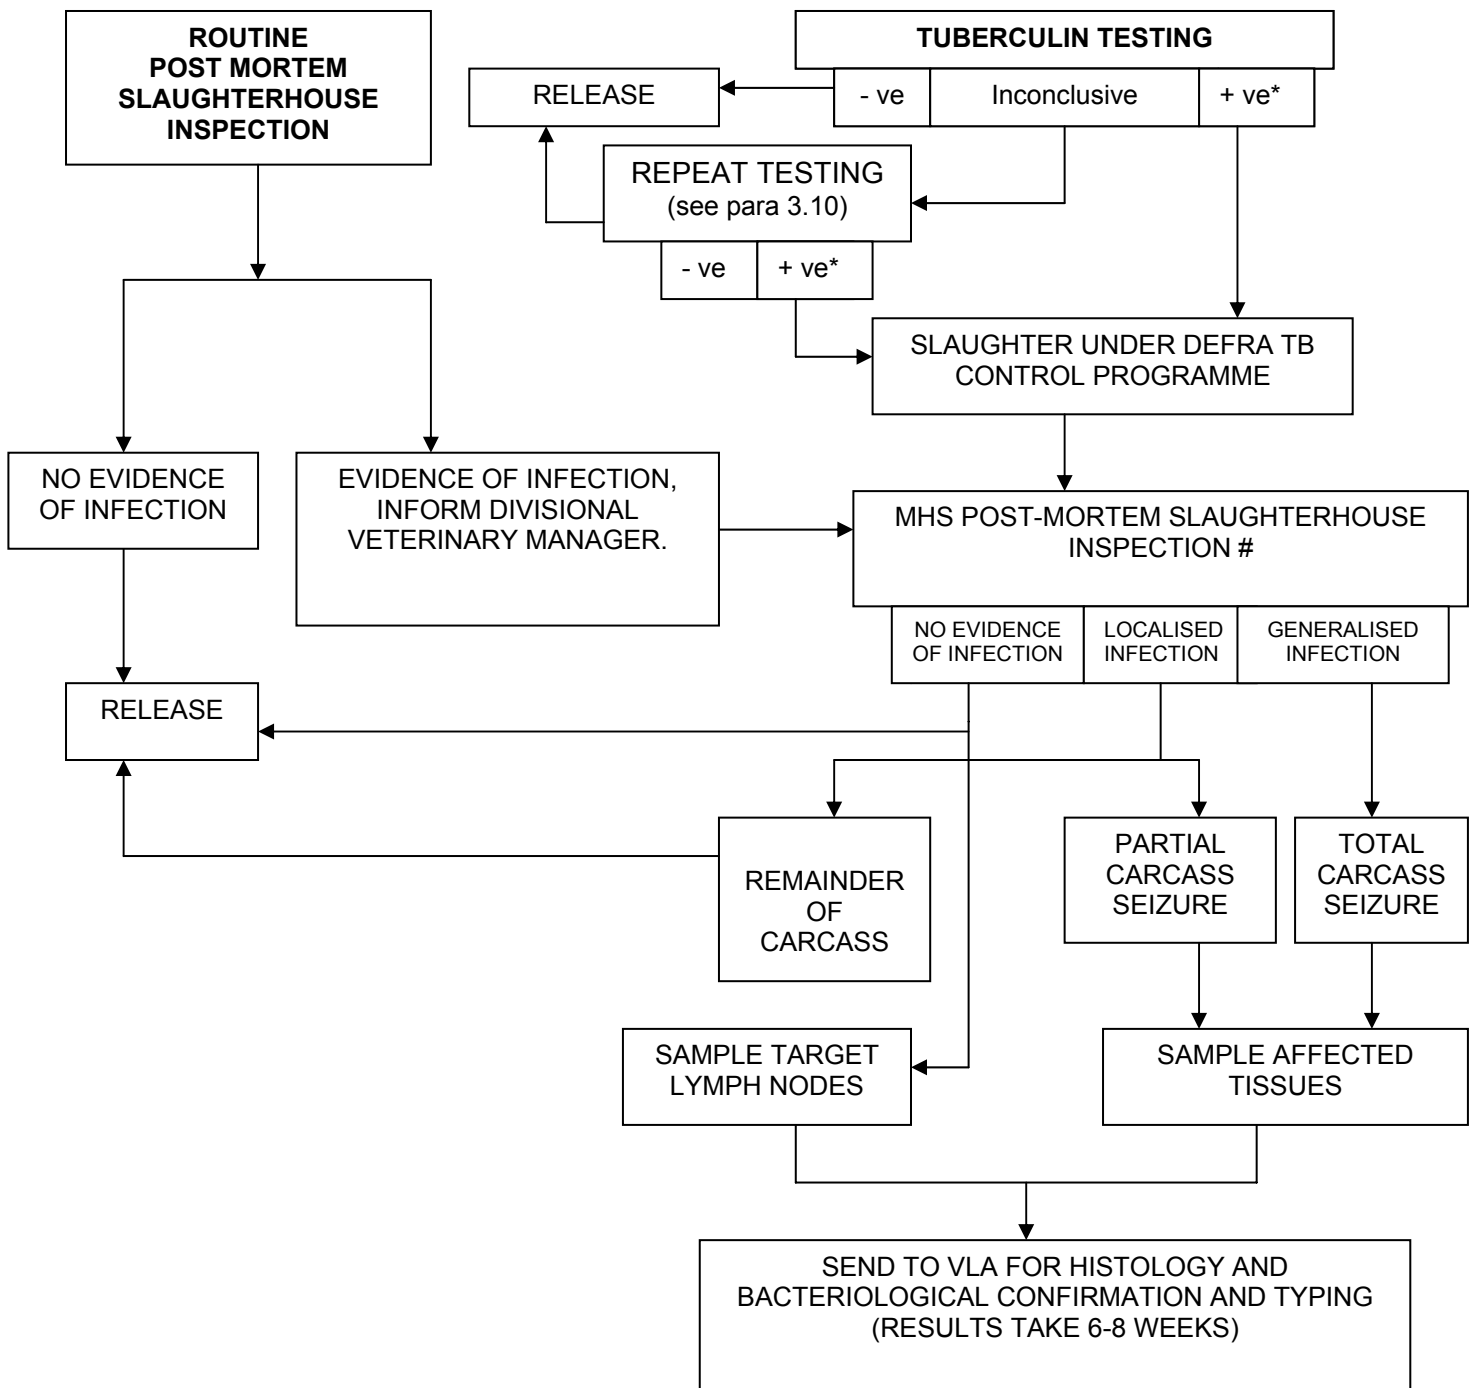 ROUTINE
POST MORTEM
SLAUGHTERHOUSE
INSPECTION
TUBERCULIN TESTING
- ve
Inconclusive
+ ve*
RELEASE
REPEAT TESTING
(see para 3.10)
- ve
+ ve*
SLAUGHTER UNDER DEFRA TB
CONTROL PROGRAMME
NO EVIDENCE
OF INFECTION
EVIDENCE OF INFECTION,
INFORM DIVISIONAL
VETERINARY MANAGER.
MHS POST-MORTEM SLAUGHTERHOUSE
INSPECTION #
NO EVIDENCE
OF INFECTION
LOCALISED
INFECTION
GENERALISED
INFECTION
RELEASE
REMAINDER
OF
CARCASS
PARTIAL
CARCASS
SEIZURE
TOTAL
CARCASS
SEIZURE
SAMPLE TARGET
LYMPH NODES
SAMPLE AFFECTED
TISSUES
SEND TO VLA FOR HISTOLOGY AND
BACTERIOLOGICAL CONFIRMATION AND TYPING
(RESULTS TAKE 6-8 WEEKS)